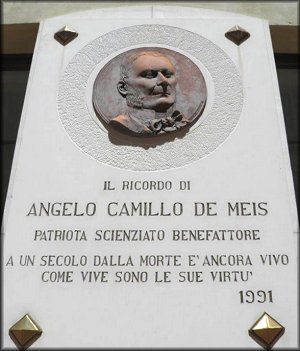 IL RICORDO DI
ANGELO CAMILLO DE MEIS
PATRIOTA SCIENZIATO BENEFATTORE
A UN SECOLO DALLA MORTE E' ANCORA VIVO
COME VIVE SONO LE SUE VIRTU'
1991